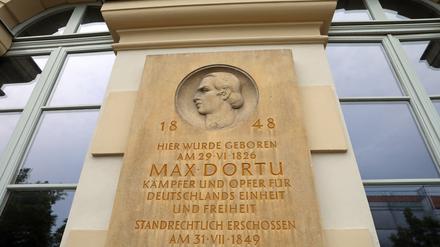 18 48
HIER WURDE GEBOREN
AM 29·VI·1826
MAX·DORTU
KÄMPFER UND OPFER FÜR
DEUTSCHLANDS EINHEIT
UND FREIHEIT
STANDRECHTLICH ERSCHOSSEN
AM 31·VII·1849